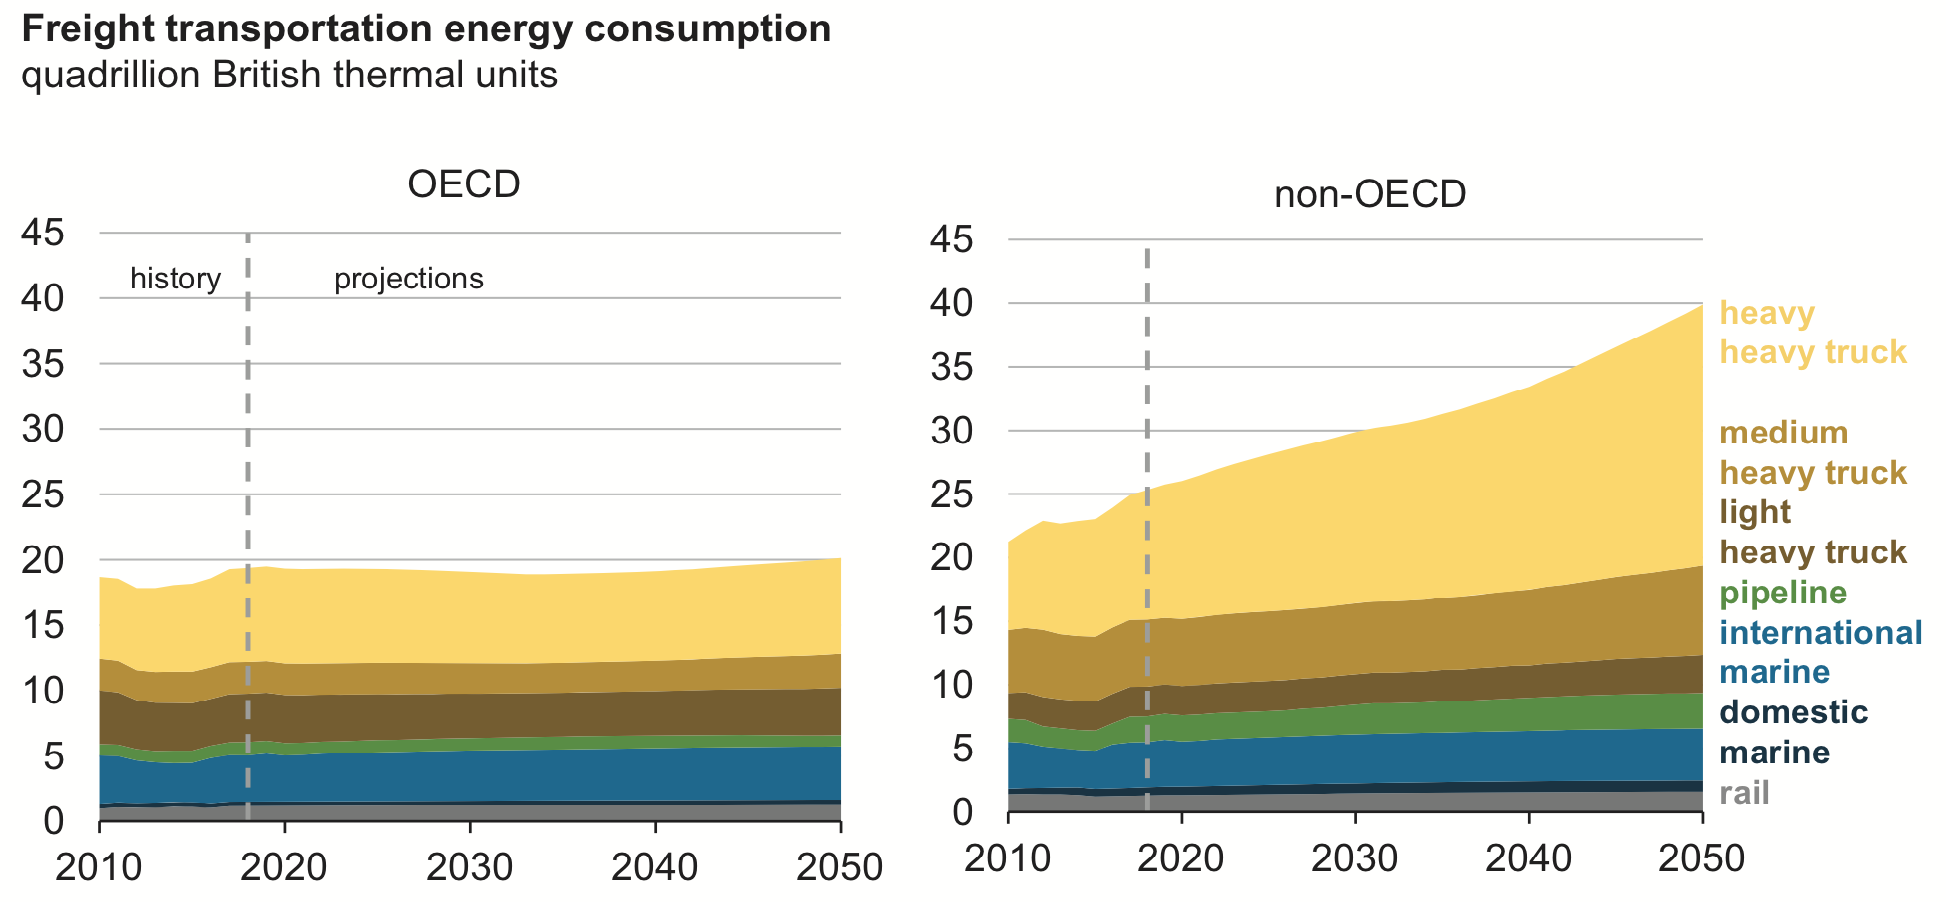 Freight transportation energy consumption
quadrillion British thermal units
OECD
45
40
35
30
25
20
15
10
5
0
history
projections
2010
2020
2030
2040
2050
non-OECD
45
40
35
30
25
20
15
10
5
0
2010
2020
2030
2040
2050
heavy
heavy truck
medium
heavy truck
light
heavy truck
pipeline
international
marine
domestic
marine
rail